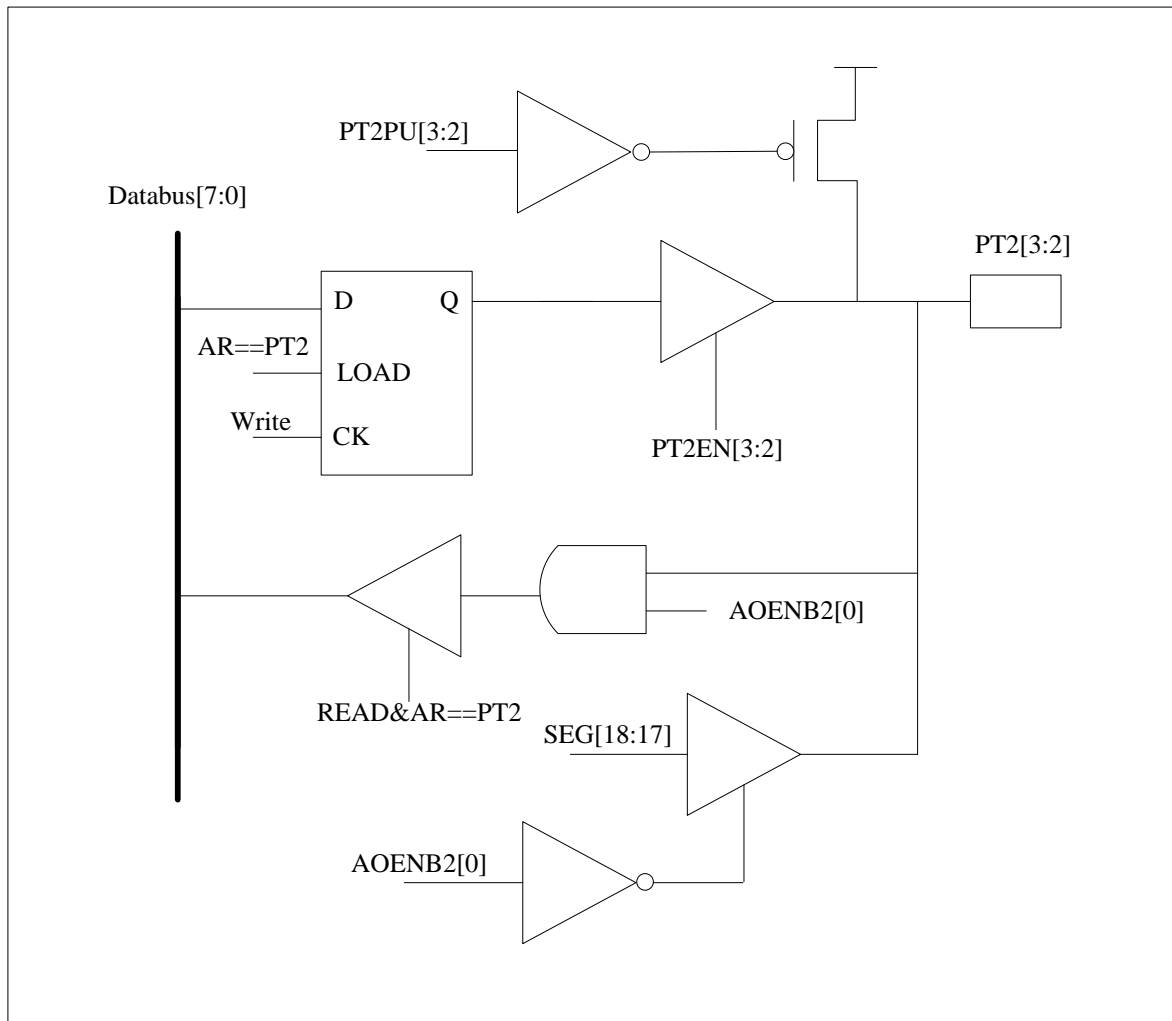 PT2PU[3:2]
Databus[7:0]
PT2[3:2]
D
Q
AR==PT2
LOAD
Write
CK
PT2EN[3:2]
AOENB2[0]
READ&AR==PT2
SEG[18:17]
AOENB2[0]